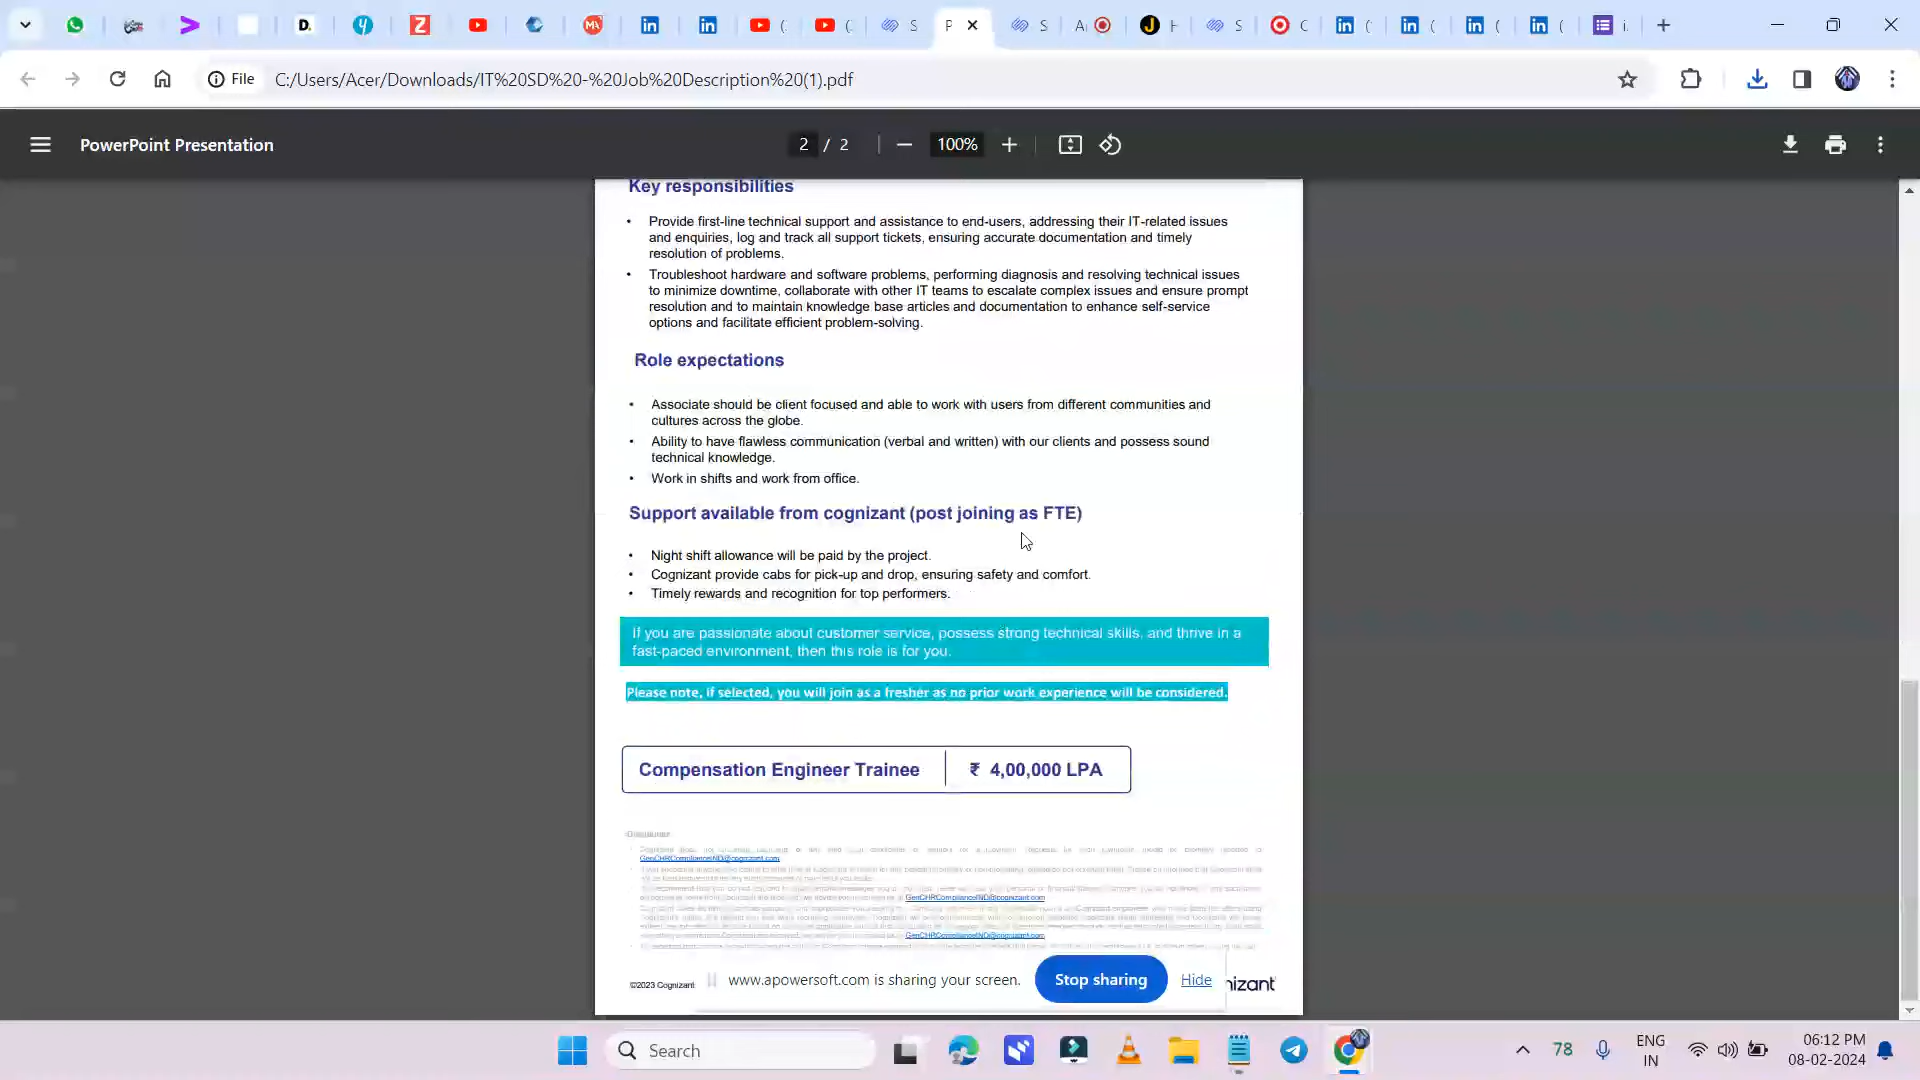 P
S
S
H
S
C
File
C:/Users/Acer/Downloads/IT%20SD%20-%20Job%20Description%20(1).pdf
PowerPoint Presentation
2 / 2
100%
Key responsibilities
• Provide first-line technical support and assistance to end-users, addressing their IT-related issues
and enquiries, log and track all support tickets, ensuring accurate documentation and timely
resolution of problems.
• Troubleshoot hardware and software problems, performing diagnosis and resolving technical issues
to minimize downtime, collaborate with other IT teams to escalate complex issues and ensure prompt
resolution and to maintain knowledge base articles and documentation to enhance self-service
options and facilitate efficient problem-solving.
Role expectations
• Associate should be client focused and able to work with users from different communities and
cultures across the globe.
• Ability to have flawless communication (verbal and written) with our clients and possess sound
technical knowledge.
• Work in shifts and work from office.
Support available from cognizant (post joining as FTE)
• Night shift allowance will be paid by the project.
• Cognizant provide cabs for pick-up and drop, ensuring safety and comfort.
• Timely rewards and recognition for top performers.
If you are passionate about customer service, possess strong technical skills, and thrive in a
fast-paced environment, then this role is for you.
Please note, if selected, you will join as a fresher as no prior work experience will be considered.
Compensation Engineer Trainee
₹ 4,00,000 LPA
Disclaimer
GenCHRComplianceIND@cognizant.com
GenCHRComplianceIND@cognizant.com
GenCHRComplianceIND@cognizant.com
©2023 Cognizant
www.apowersoft.com is sharing your screen.
Stop sharing
Hide
nizant
Search
78
ENG
IN
06:12 PM
08-02-2024